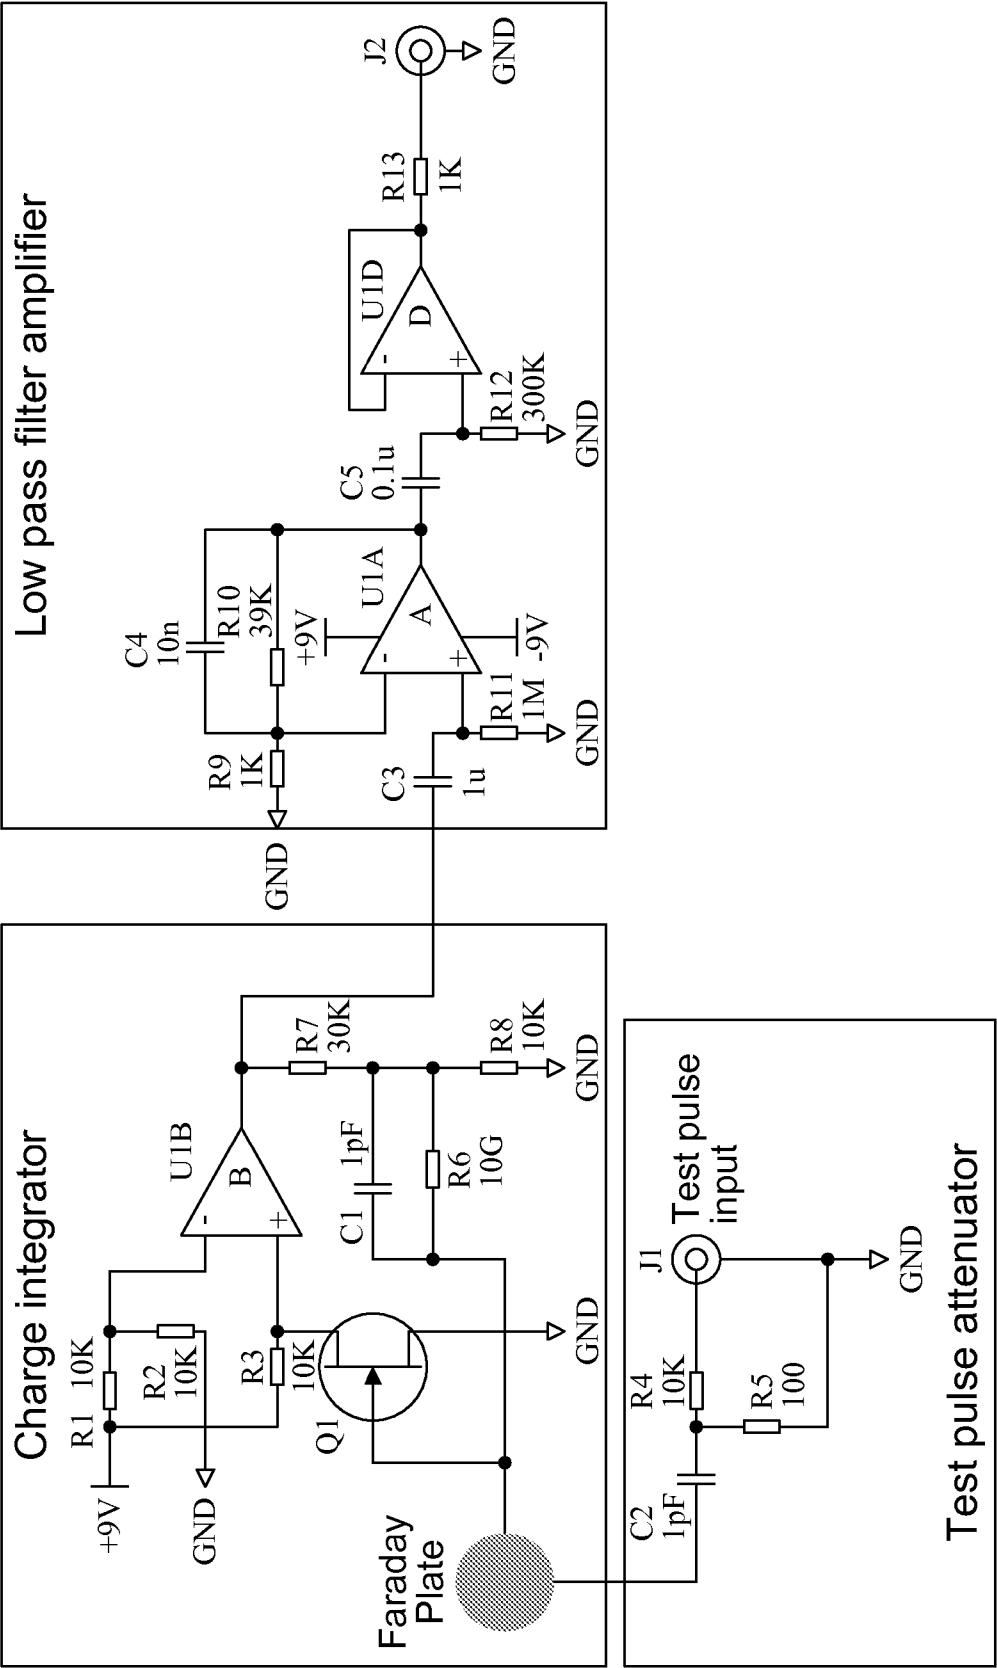 Charge integrator
+9V
R1
10K
R2
10K
GND
R3
10K
Q1
GND
U1B
B
-
+
R7
30K
C1
1pF
R6
10G
R8
10K
GND
Faraday
Plate
Low pass filter amplifier
C4
10n
R10
39K
R9
1K
GND
+9V
U1A
A
-
+
-9V
C3
1u
R11
1M
GND
C5
0.1u
U1D
D
-
+
R12
300K
GND
R13
1K
J2
GND
C2
1pF
R4
10K
R5
100
J1
Test pulse
input
GND
Test pulse attenuator